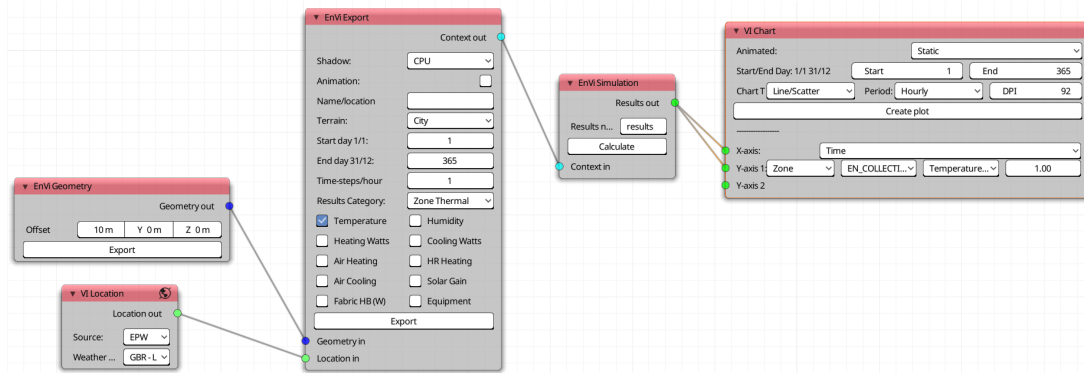 EnVi Export
Context out
Shadow: CPU
Animation:
Name/location
Terrain: City
Start day 1/1: 1
End day 31/12: 365
Time-steps/hour 1
Results Category: Zone Thermal
Temperature Humidity
Heating Watts Cooling Watts
Air Heating HR Heating
Air Cooling Solar Gain
Fabric HB (W) Equipment
Export
Geometry in
Location in
EnVi Geometry
Geometry out
Offset 10 m Y 0 m Z 0 m
Export
VI Location
Location out
Source: EPW
Weather ... GBR - L
EnVi Simulation
Results out
Results n... results
Calculate
Context in
VI Chart
Animated: Static
Start/End Day: 1/1 31/12 Start 1 End 365
Chart T Line/Scatter Period: Hourly DPI 92
Create plot
--------------------
X-axis: Time
Y-axis 1: Zone EN_COLLECTI... Temperature... 1.00
Y-axis 2